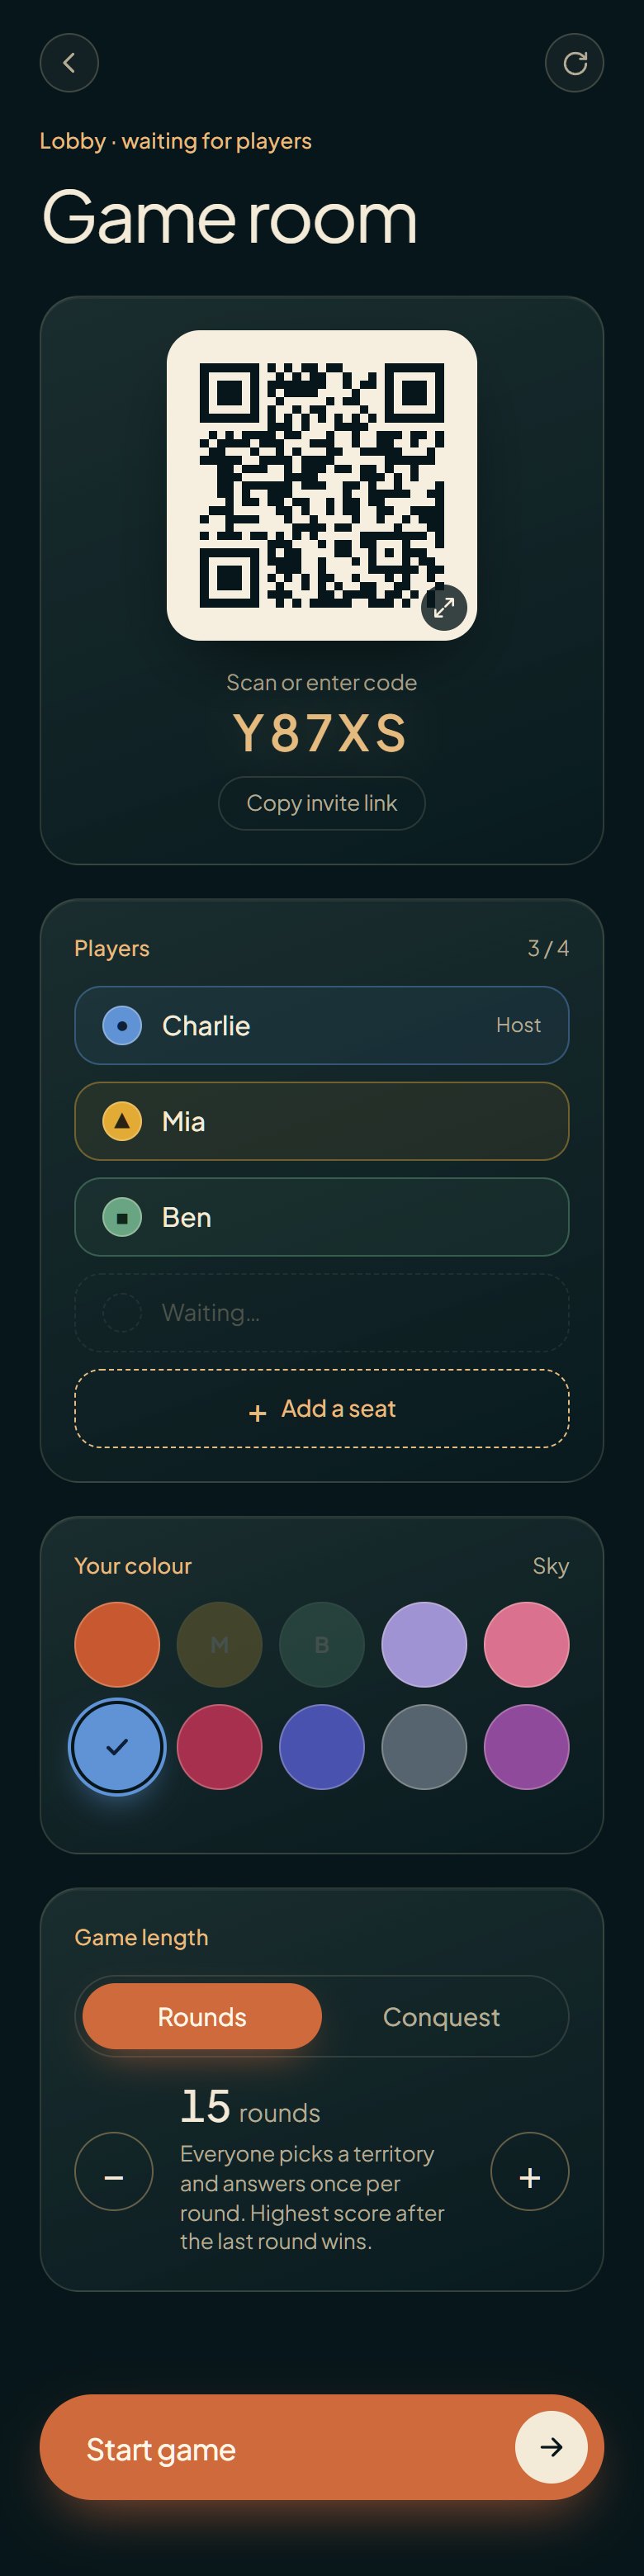 Lobby · waiting for players
Game room
Scan or enter code
Y87XS
Copy invite link
Players
3 / 4
Charlie
Host
Mia
Ben
Waiting…
+ Add a seat
Your colour
Sky
M
B
Game length
Rounds
Conquest
15 rounds
−
+
Everyone picks a territory
and answers once per
round. Highest score after
the last round wins.
Start game